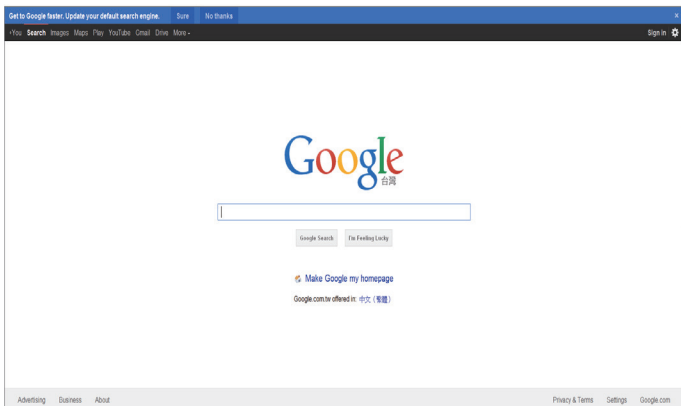 Get to Google faster. Update your default search engine. Sure No thanks x
+You Search Images Maps Play YouTube Gmail Drive More Sign in
Google
台灣
Google Search I'm Feeling Lucky
Make Google my homepage
Google.com.tw offered in: 中文（繁體）
Advertising Business About Privacy & Terms Settings Google.com